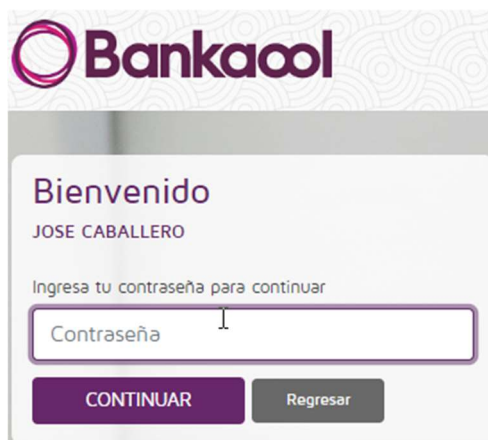 Bankaool
Bienvenido
JOSE CABALLERO
Ingresa tu contraseña para continuar
Contraseña
CONTINUAR Regresar